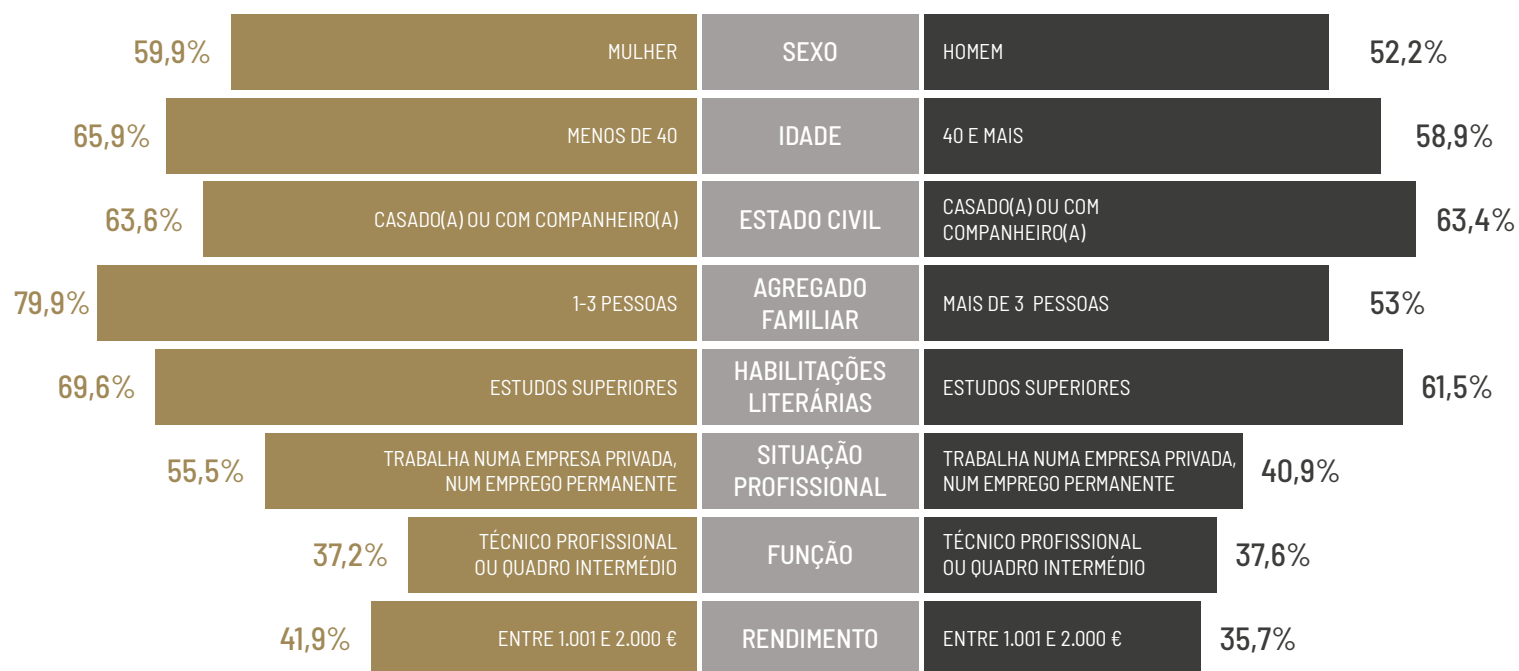 59,9% MULHER SEXO HOMEM 52,2%
65,9% MENOS DE 40 IDADE 40 E MAIS 58,9%
63,6% CASADO(A) OU COM COMPANHEIRO(A) ESTADO CIVIL CASADO(A) OU COM
COMPANHEIRO(A) 63,4%
79,9% 1-3 PESSOAS AGREGADO
FAMILIAR MAIS DE 3 PESSOAS 53%
69,6% ESTUDOS SUPERIORES HABILITAÇÕES
LITERÁRIAS ESTUDOS SUPERIORES 61,5%
55,5% TRABALHA NUMA EMPRESA PRIVADA,
NUM EMPREGO PERMANENTE SITUAÇÃO
PROFISSIONAL TRABALHA NUMA EMPRESA PRIVADA,
NUM EMPREGO PERMANENTE 40,9%
37,2% TÉCNICO PROFISSIONAL
OU QUADRO INTERMÉDIO FUNÇÃO TÉCNICO PROFISSIONAL
OU QUADRO INTERMÉDIO 37,6%
41,9% ENTRE 1.001 E 2.000 € RENDIMENTO ENTRE 1.001 E 2.000 € 35,7%